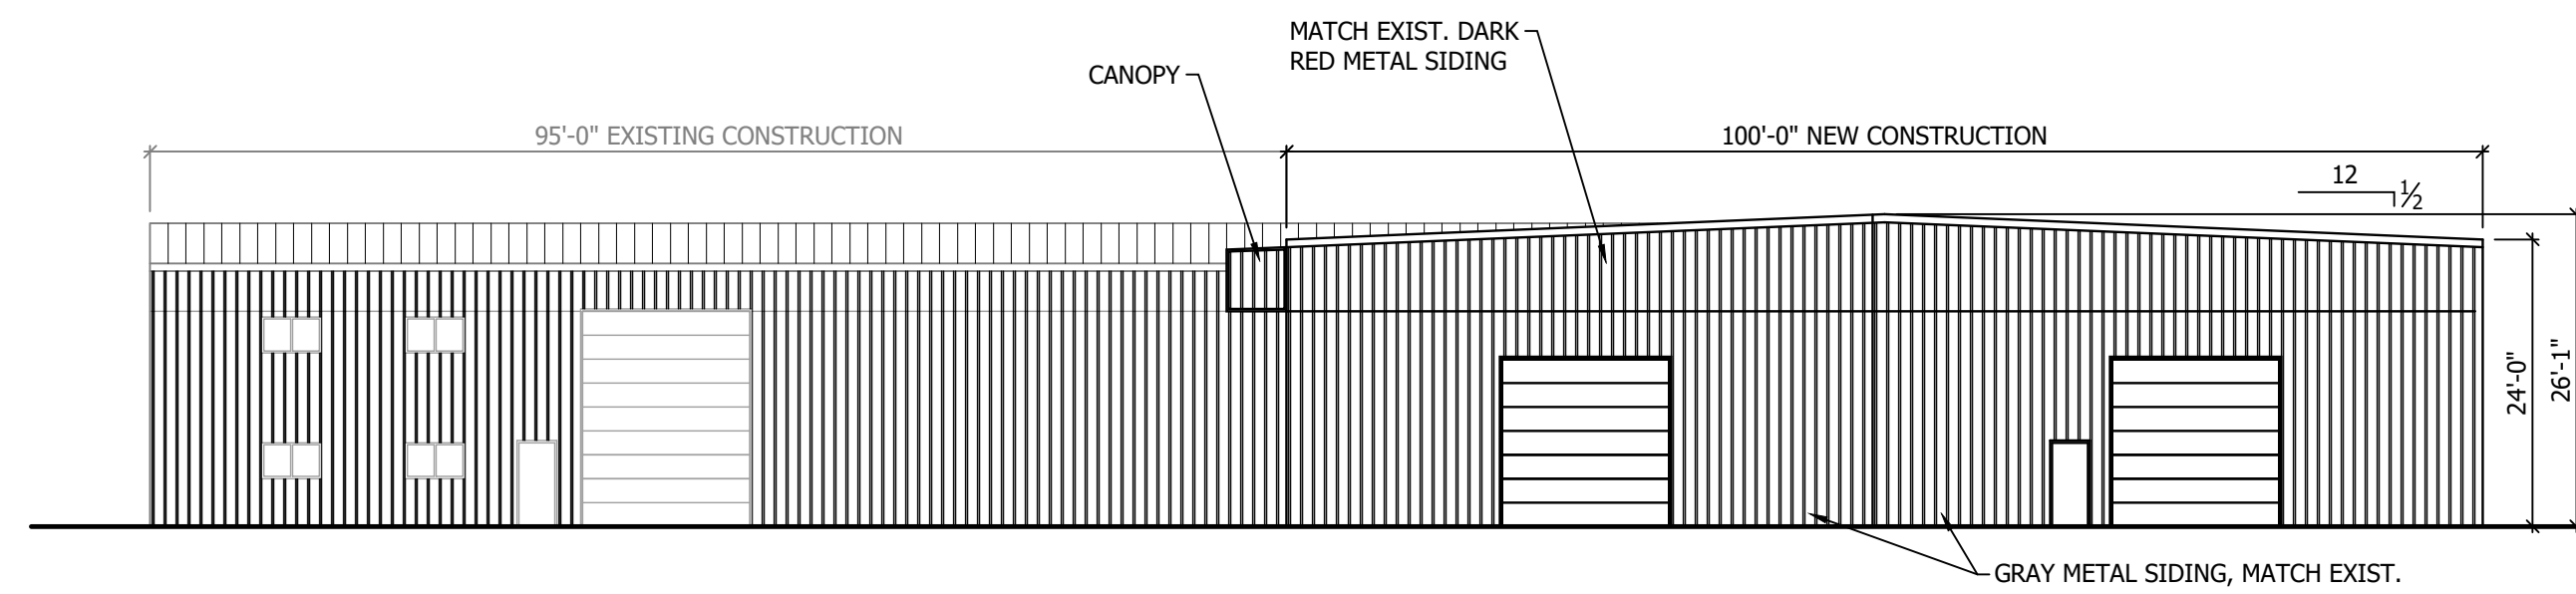 MATCH EXIST. DARK
RED METAL SIDING
CANOPY
95'-0" EXISTING CONSTRUCTION
100'-0" NEW CONSTRUCTION
12
½
24'-0"
26'-1"
GRAY METAL SIDING, MATCH EXIST.